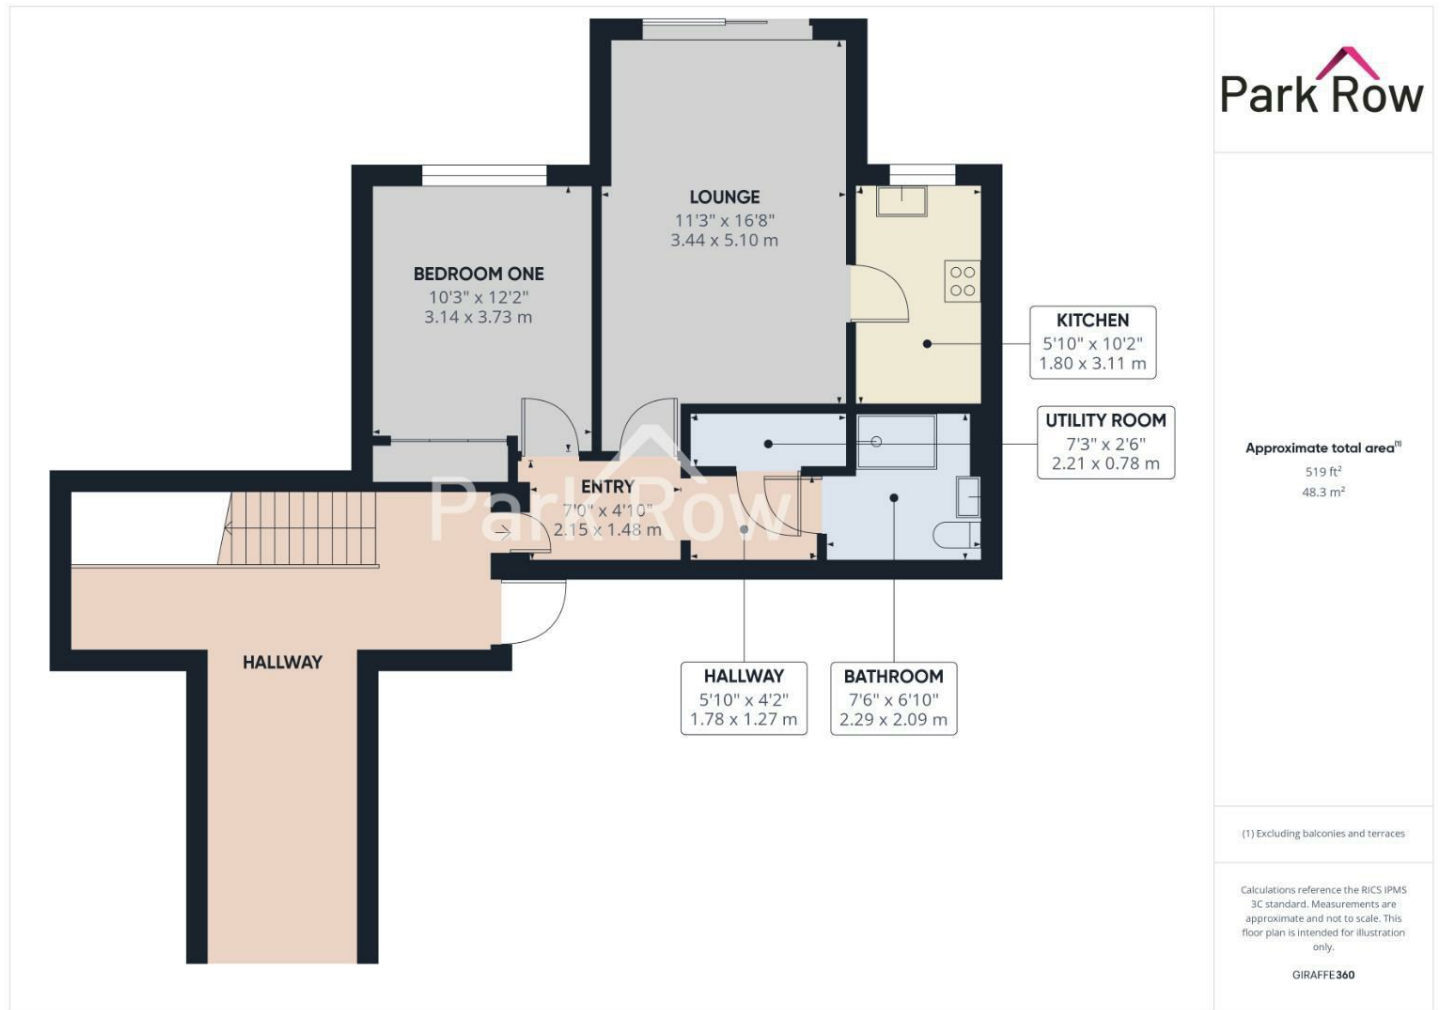 Park Row
LOUNGE
11'3" x 16'8"
3.44 x 5.10 m
BEDROOM ONE
10'3" x 12'2"
3.14 x 3.73 m
KITCHEN
5'10" x 10'2"
1.80 x 3.11 m
UTILITY ROOM
7'3" x 2'6"
2.21 x 0.78 m
ENTRY
7'0" x 4'10"
2.15 x 1.48 m
Park Row
HALLWAY
HALLWAY
5'10" x 4'2"
1.78 x 1.27 m
BATHROOM
7'6" x 6'10"
2.29 x 2.09 m
Approximate total area(1)
519 ft²
48.3 m²
(1) Excluding balconies and terraces
Calculations reference the RICS IPMS
3C standard. Measurements are
approximate and not to scale. This
floor plan is intended for illustration
only.
GIRAFFE360